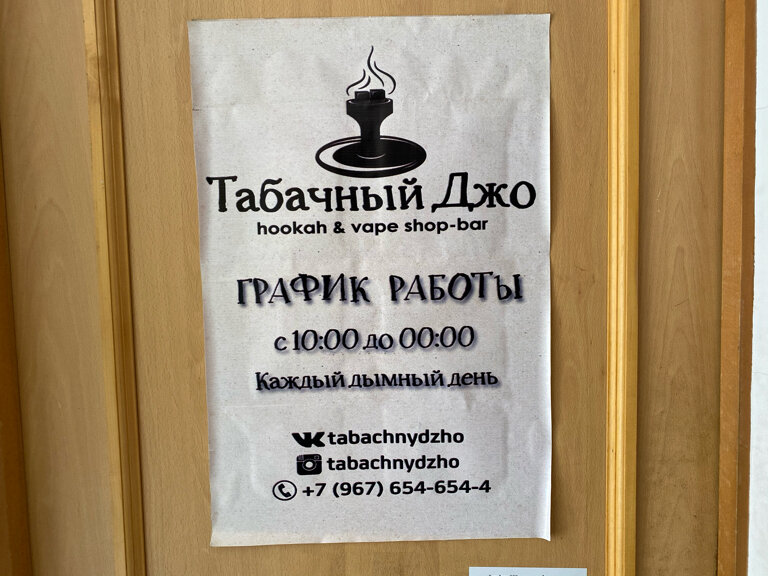 Табачный Джо
hookah & vape shop-bar
ГРАФИК РАБОТЫ
с 10:00 до 00:00
Каждый дымный день
tabachnydzho
tabachnydzho
+7 (967) 654-654-4